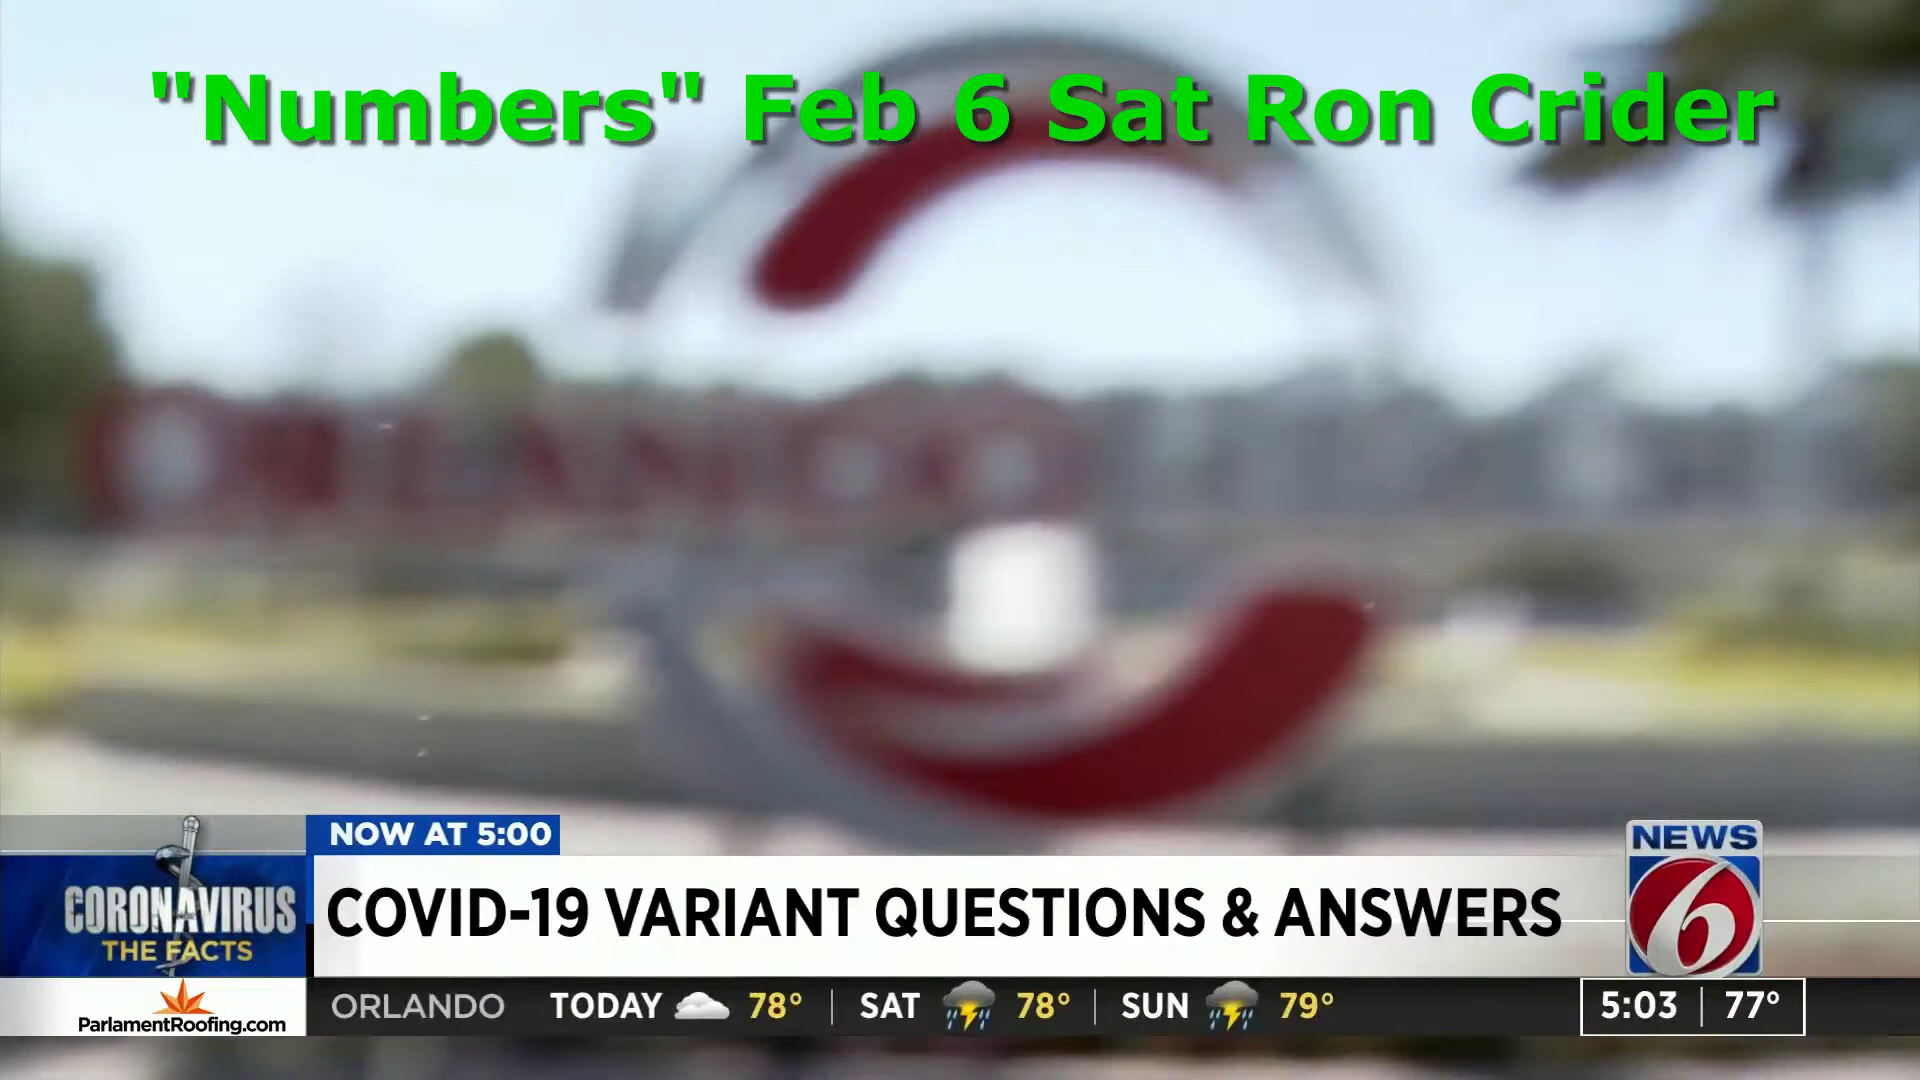 "Numbers" Feb 6 Sat Ron Crider
NOW AT 5:00
CORONAVIRUS
THE FACTS
COVID-19 VARIANT QUESTIONS & ANSWERS
NEWS
6
ParlamentRoofing.com
ORLANDO TODAY 78° SAT 78° SUN 79°
5:03 77°